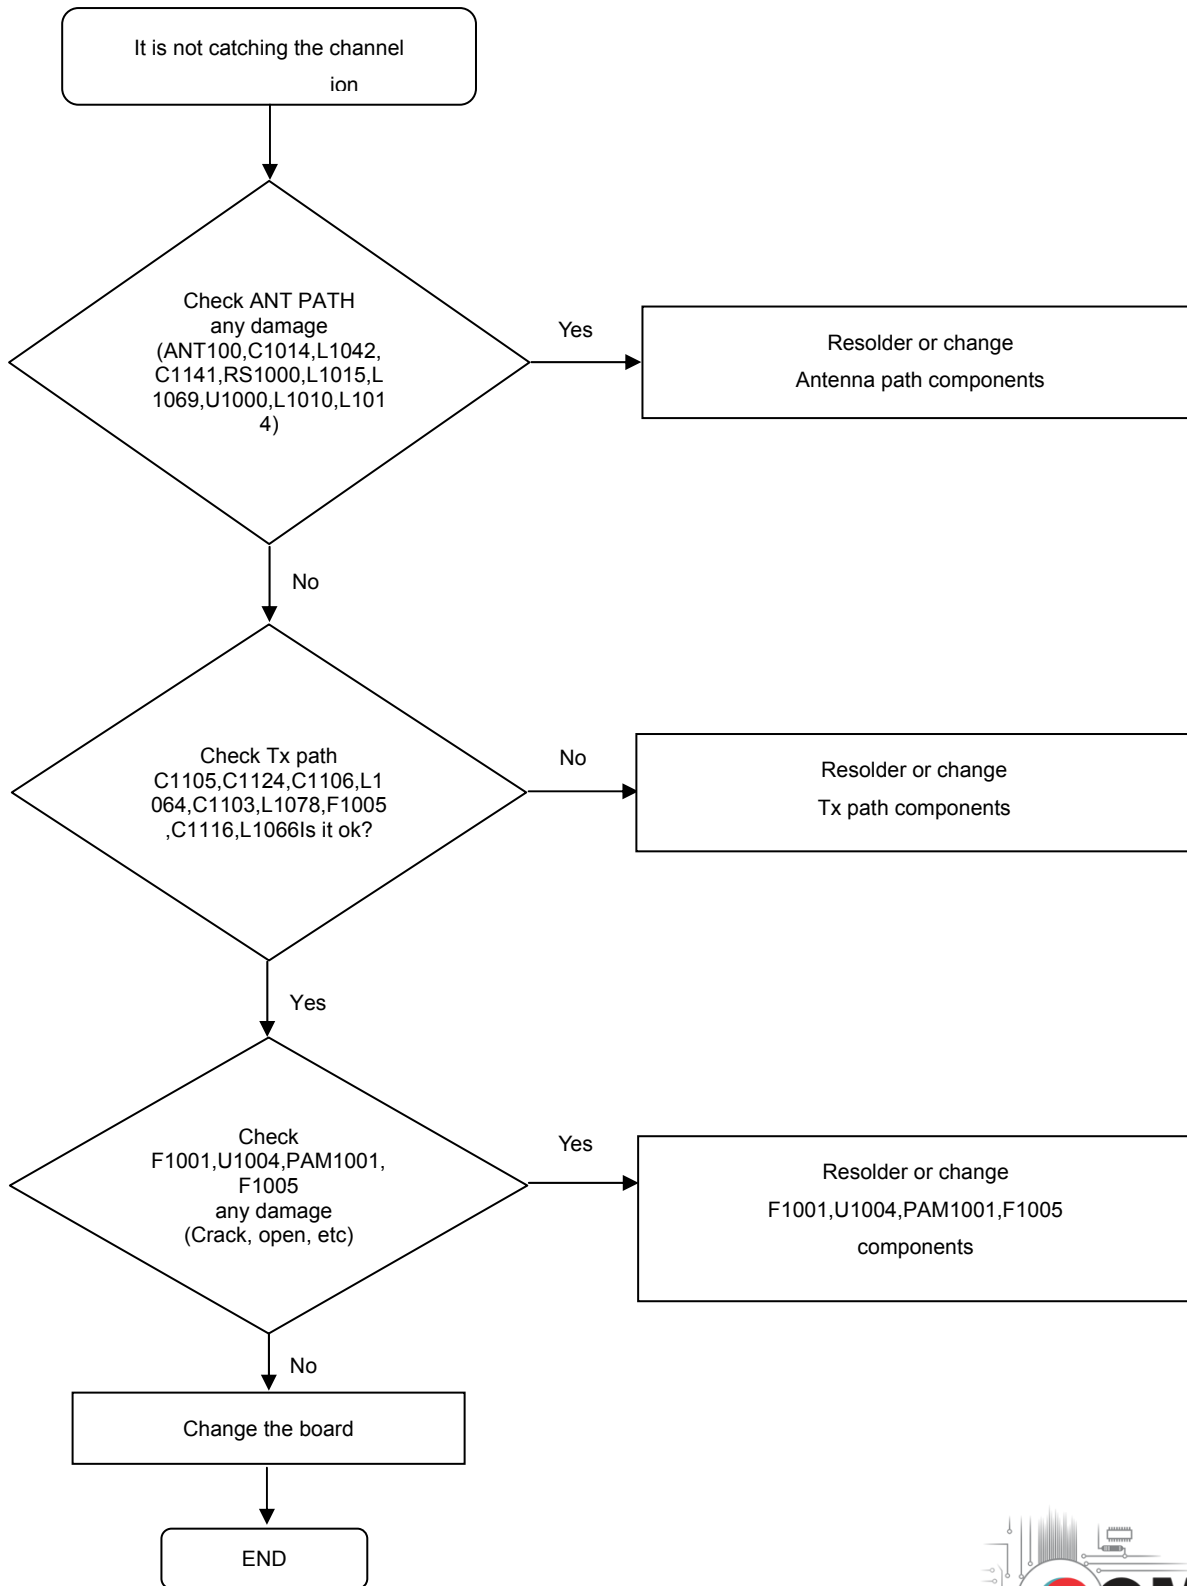 It is not catching the channel
ion
Check ANT PATH
any damage
(ANT100,C1014,L1042,
C1141,RS1000,L1015,L
1069,U1000,L1010,L101
4)
Yes
Resolder or change
Antenna path components
No
Check Tx path
C1105,C1124,C1106,L1
064,C1103,L1078,F1005
,C1116,L1066Is it ok?
No
Resolder or change
Tx path components
Yes
Check
F1001,U1004,PAM1001,
F1005
any damage
(Crack, open, etc)
Yes
Resolder or change
F1001,U1004,PAM1001,F1005
components
No
Change the board
END